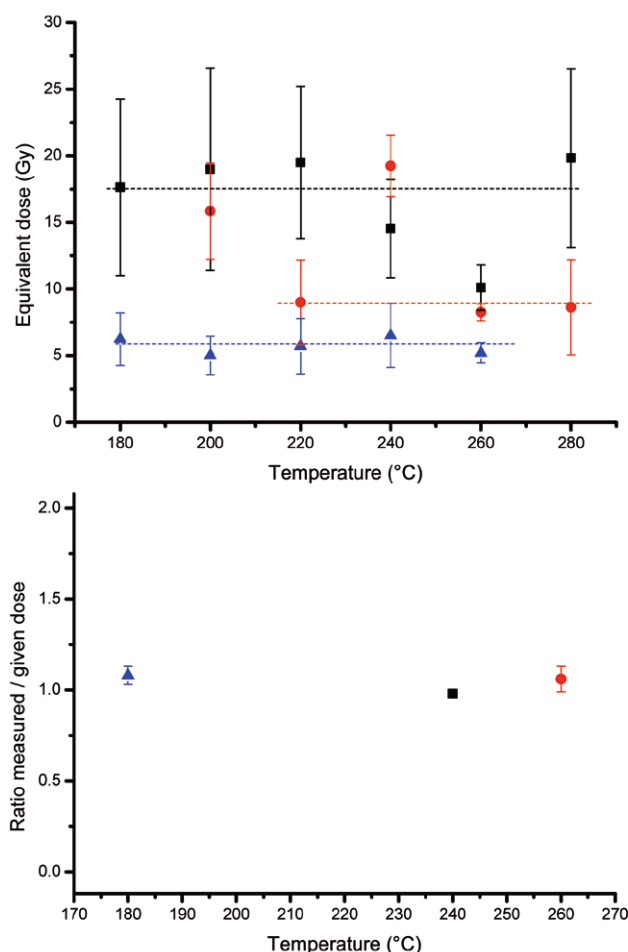 30
25
20
15
10
5
0
Equivalent dose (Gy)
180 200 220 240 260 280
Temperature (°C)
2.0
1.5
1.0
0.5
0.0
Ratio measured / given dose
170 180 190 200 210 220 230 240 250 260 270
Temperature (°C)